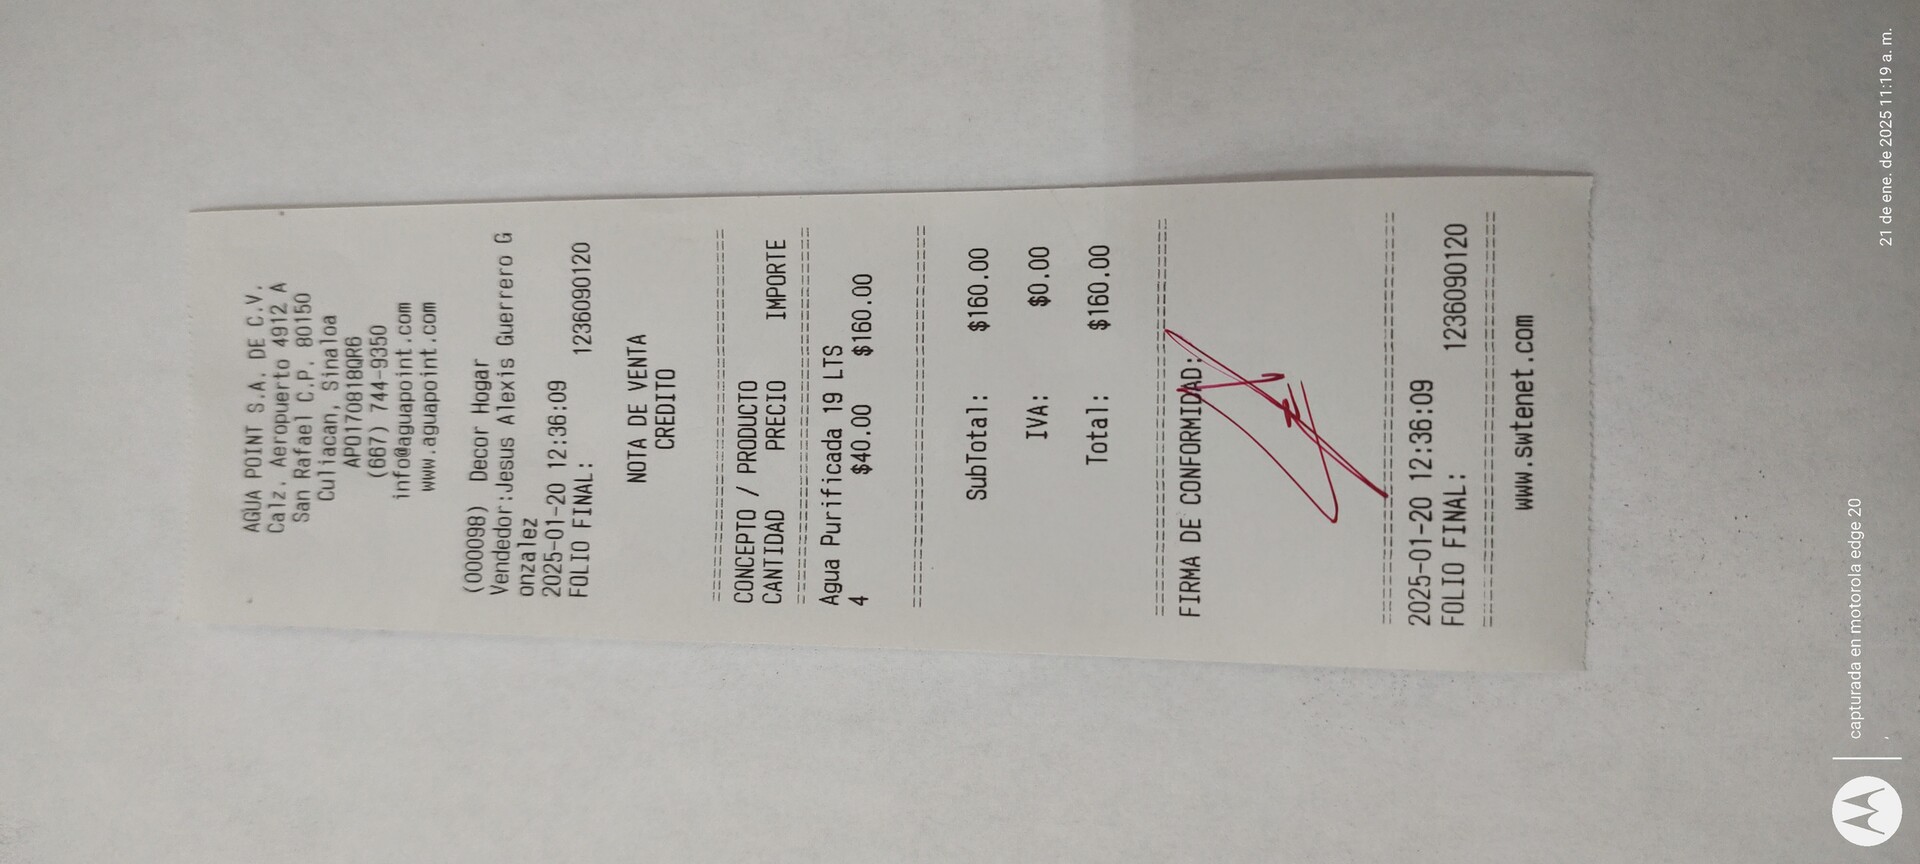 AGUA POINT S.A. DE C.V.
Calz. Aeropuerto 4912 A
San Rafael C.P. 80150
Culiacan, Sinaloa
APO170818QR6
(667) 744-9350
info@aguapoint.com
www.aguapoint.com
(000098) Decor Hogar
Vendedor:Jesus Alexis Guerrero G
onzalez
2025-01-20 12:36:09
FOLIO FINAL: 1236090120
NOTA DE VENTA
CREDITO
================================
CONCEPTO / PRODUCTO
CANTIDAD PRECIO IMPORTE
================================
Agua Purificada 19 LTS
4 $40.00 $160.00
================================
SubTotal: $160.00
IVA: $0.00
Total: $160.00
================================
FIRMA DE CONFORMIDAD:
================================
2025-01-20 12:36:09
FOLIO FINAL: 1236090120
================================
www.swtenet.com
capturada en motorola edge 20
21 de ene. de 2025 11:19 a. m.